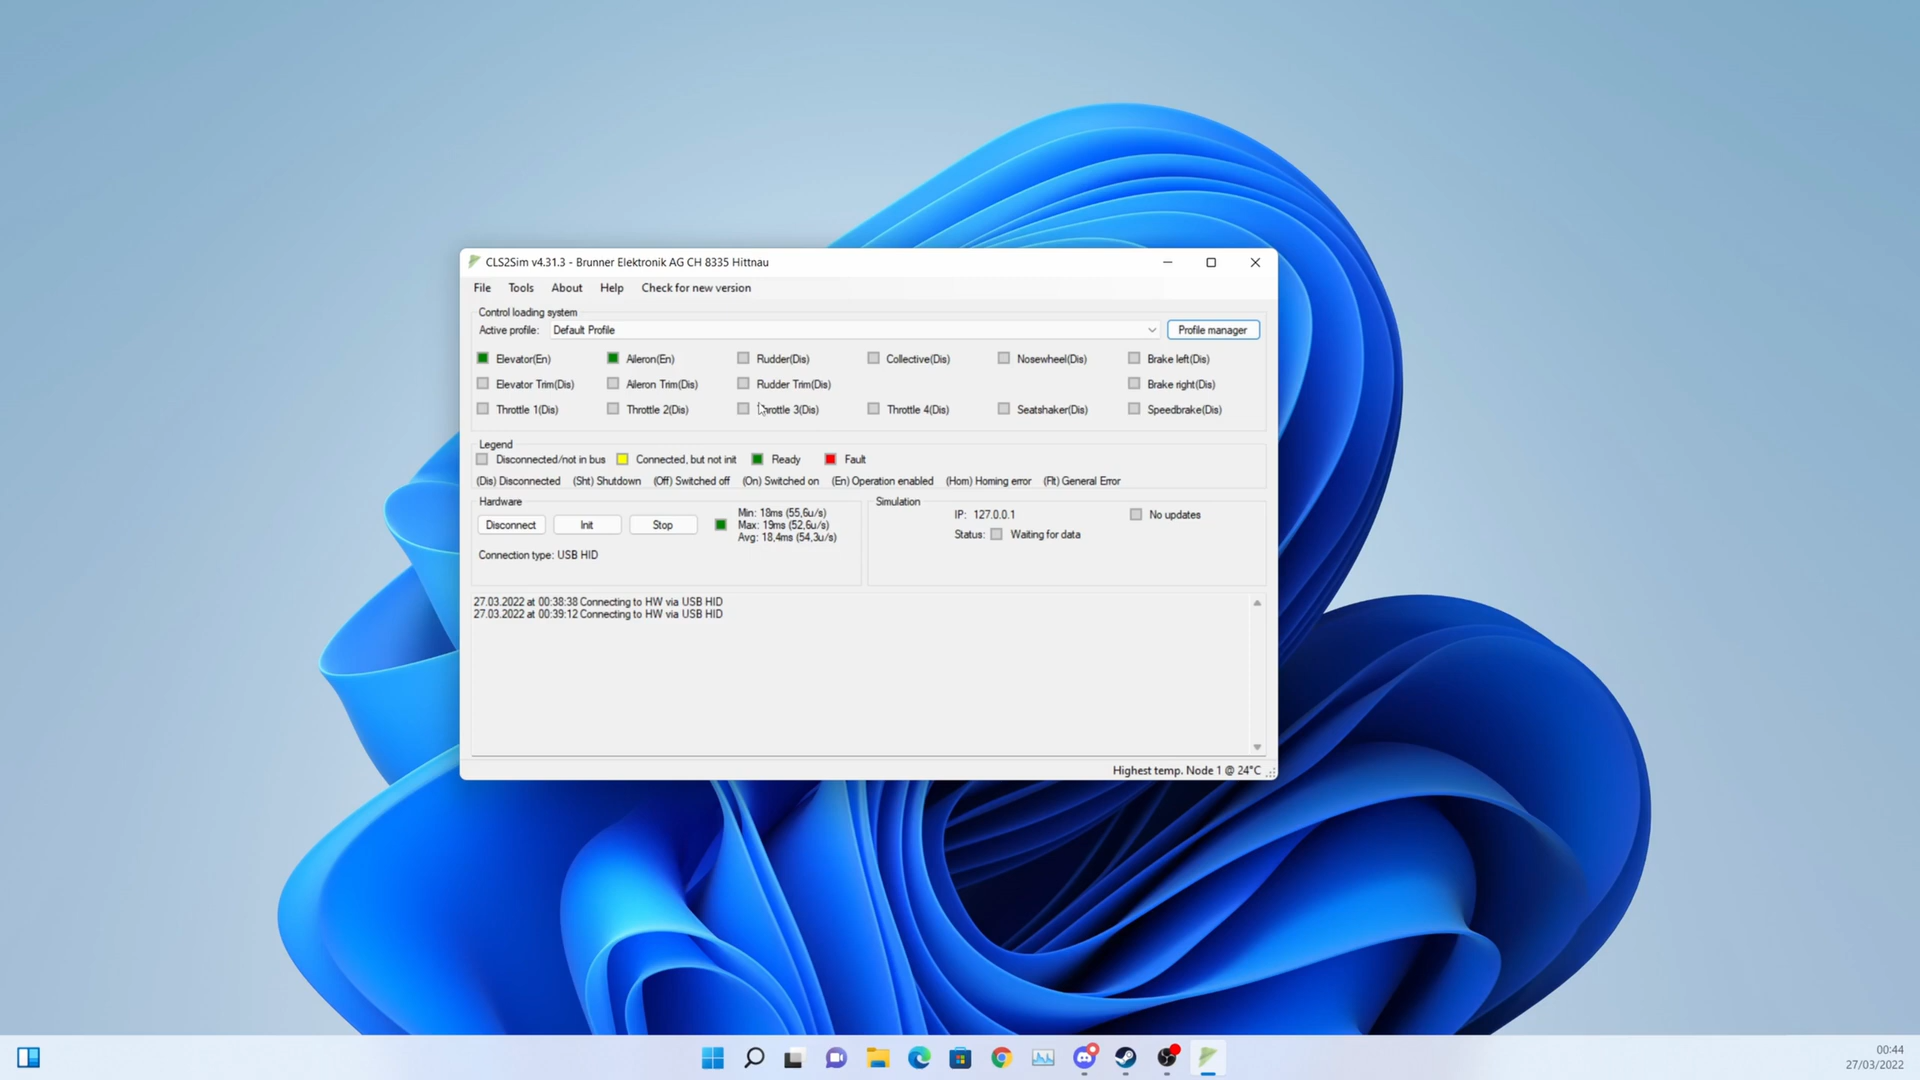 CLS2Sim v4.31.3 - Brunner Elektronik AG CH 8335 Hittnau
File Tools About Help Check for new version
Control loading system
Active profile: Default Profile Profile manager
Elevator(En) Aileron(En) Rudder(Dis) Collective(Dis) Nosewheel(Dis) Brake left(Dis)
Elevator Trim(Dis) Aileron Trim(Dis) Rudder Trim(Dis) Brake right(Dis)
Throttle 1(Dis) Throttle 2(Dis) Throttle 3(Dis) Throttle 4(Dis) Seatshaker(Dis) Speedbrake(Dis)
Legend
Disconnected/not in bus Connected, but not init Ready Fault
(Dis) Disconnected (Sht) Shutdown (Off) Switched off (On) Switched on (En) Operation enabled (Hom) Homing error (Flt) General Error
Hardware
Disconnect Init Stop
Min: 18ms (55,6u/s)
Max: 19ms (52,6u/s)
Avg: 18,4ms (54,3u/s)
Connection type: USB HID
Simulation
IP: 127.0.0.1 No updates
Status: Waiting for data
27.03.2022 at 00:38:38 Connecting to HW via USB HID
27.03.2022 at 00:39:12 Connecting to HW via USB HID
Highest temp. Node 1 @ 24°C
00:44
27/03/2022